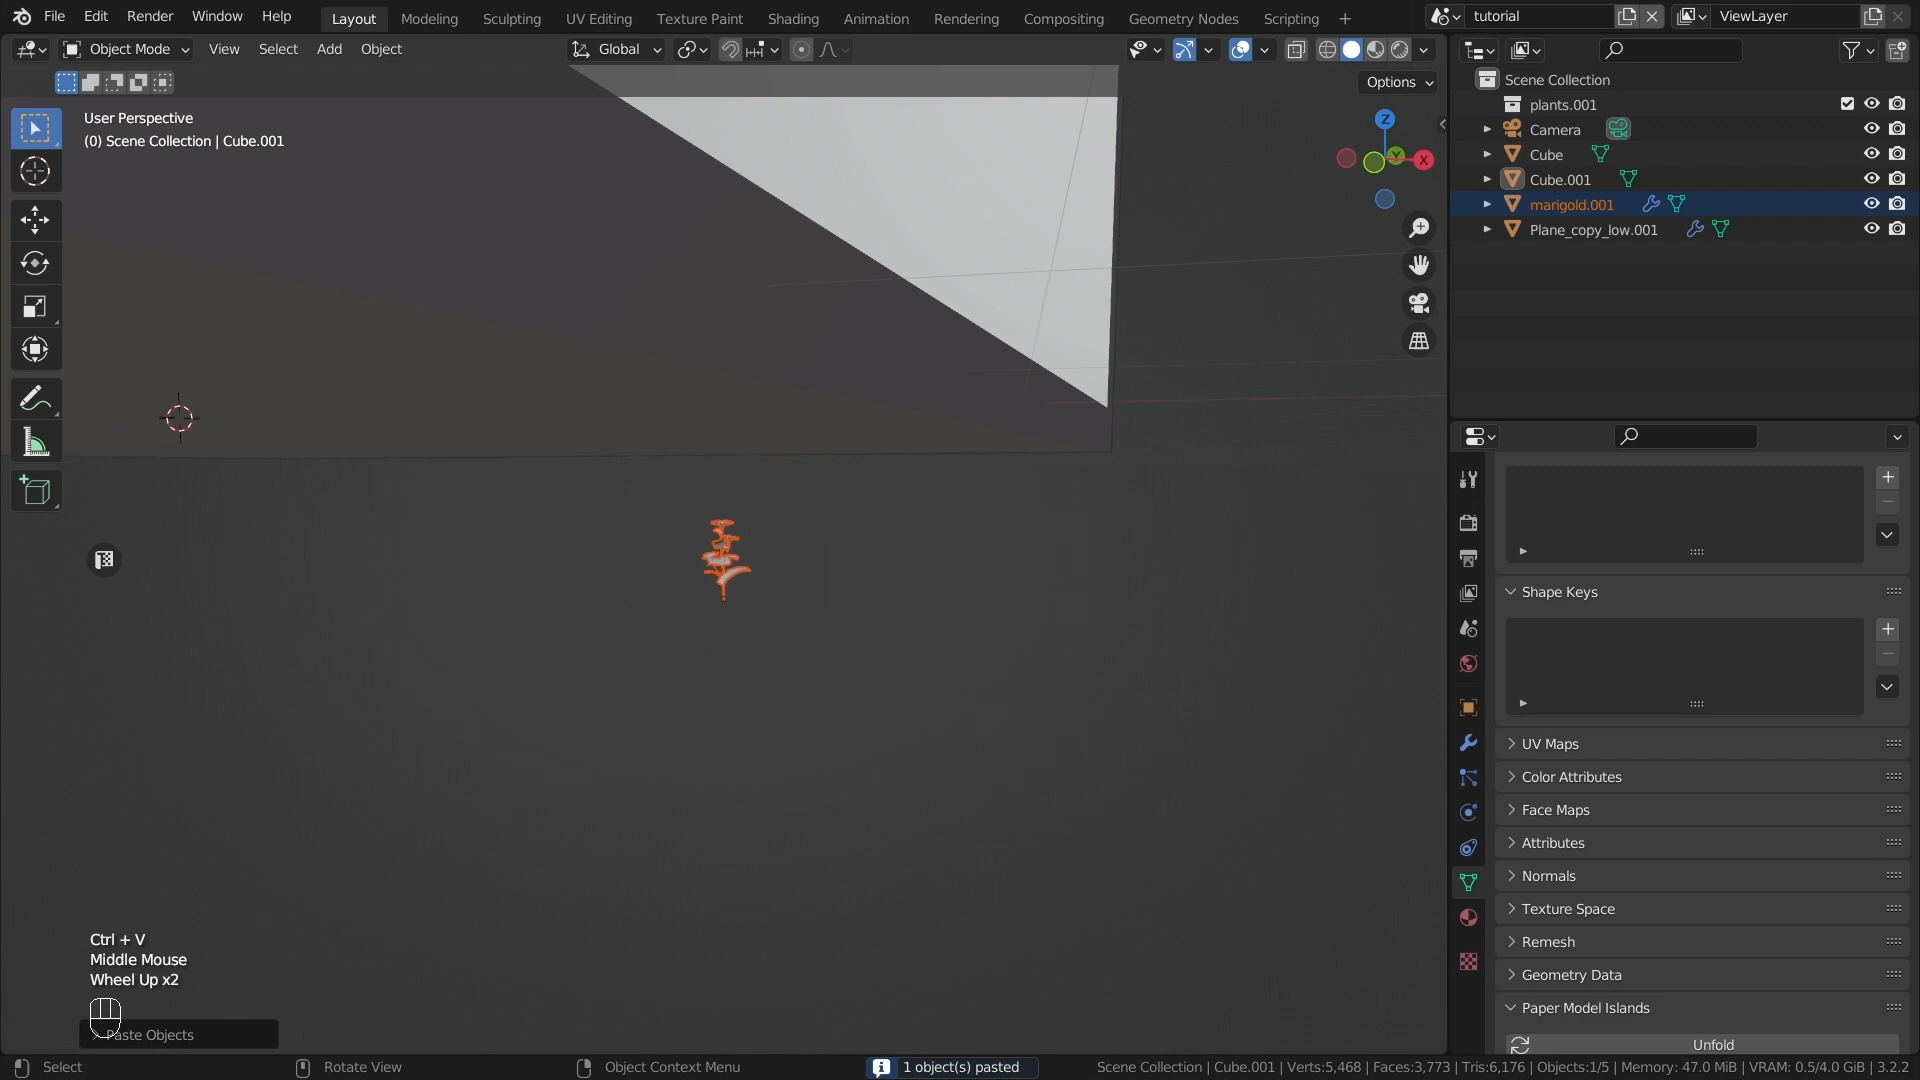 File Edit Render Window Help
Layout Modeling Sculpting UV Editing Texture Paint Shading Animation Rendering Compositing Geometry Nodes Scripting +
tutorial
ViewLayer
Object Mode View Select Add Object
Global
Options
User Perspective
(0) Scene Collection | Cube.001
Z
Y
X
Scene Collection
plants.001
Camera
Cube
Cube.001
marigold.001
Plane_copy_low.001
Shape Keys
UV Maps
Color Attributes
Face Maps
Attributes
Normals
Texture Space
Remesh
Geometry Data
Paper Model Islands
Unfold
Ctrl + V
Middle Mouse
Wheel Up x2
Paste Objects
Select
Rotate View
Object Context Menu
1 object(s) pasted
Scene Collection | Cube.001 | Verts:5,468 | Faces:3,773 | Tris:6,176 | Objects:1/5 | Memory: 47.0 MiB | VRAM: 0.5/4.0 GiB | 3.2.2